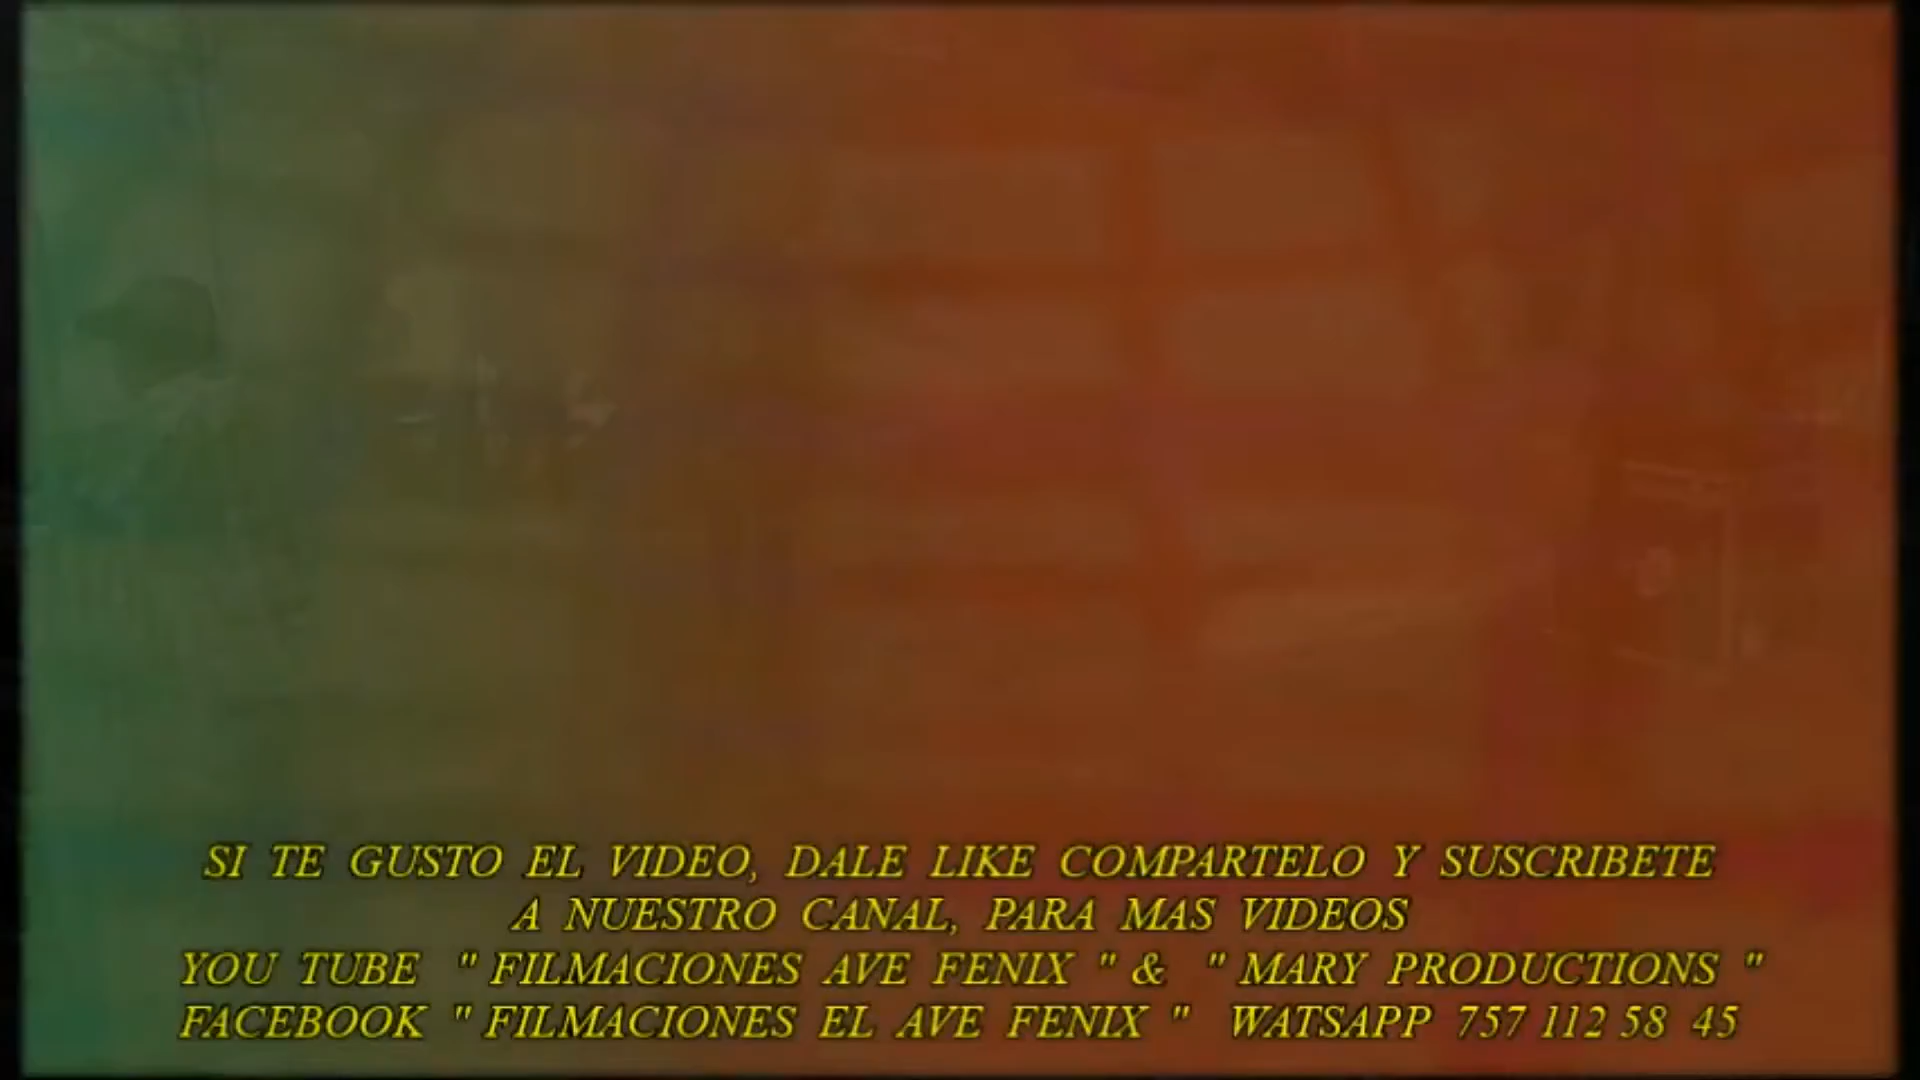 SI TE GUSTO EL VIDEO, DALE LIKE COMPARTELO Y SUSCRIBETE
A NUESTRO CANAL, PARA MAS VIDEOS
YOU TUBE " FILMACIONES AVE FENIX " & " MARY PRODUCTIONS "
FACEBOOK " FILMACIONES EL AVE FENIX " WATSAPP 757 112 58 45